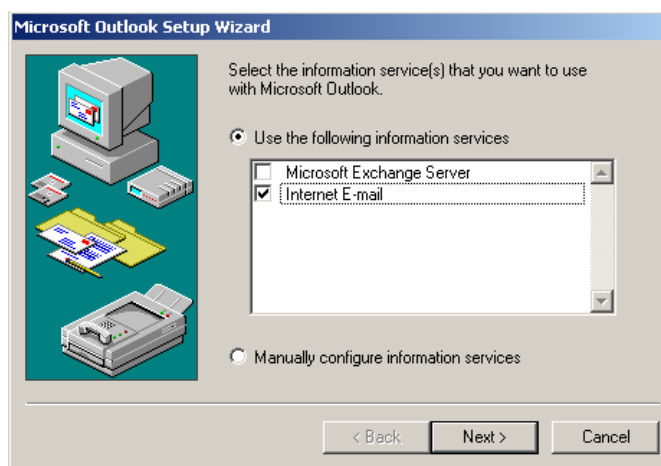 Microsoft Outlook Setup Wizard
Select the information service(s) that you want to use
with Microsoft Outlook.
Use the following information services
Microsoft Exchange Server
Internet E-mail
Manually configure information services
< Back
Next >
Cancel